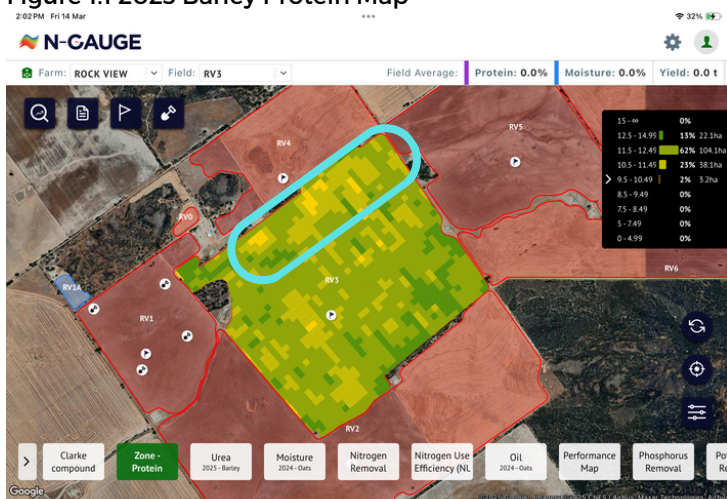 Figure 1.1 2023 Barley Protein Map
2:02 PM Fri 14 Mar
32%
N-GAUGE
Farm: ROCK VIEW Field: RV3 Field Average: Protein: 0.0% Moisture: 0.0% Yield: 0.0 t
15 - ∞ 0%
12.5 - 14.99 13% 22.1ha
11.5 - 12.49 62% 104.1ha
10.5 - 11.49 23% 38.1ha
9.5 - 10.49 2% 3.2ha
8.5 - 9.49 0%
7.5 - 8.49 0%
5 - 7.49 0%
0 - 4.99 0%
RV5
RV4
RV0
RV6
RV3
RV1A
RV1
RV2
Clarke compound
Zone - Protein
Urea
2025 - Barley
Moisture
2024 - Oats
Nitrogen Removal
Nitrogen Use Efficiency (NU
Oil
2024 - Oats
Performance Map
Phosphorus Removal
Google